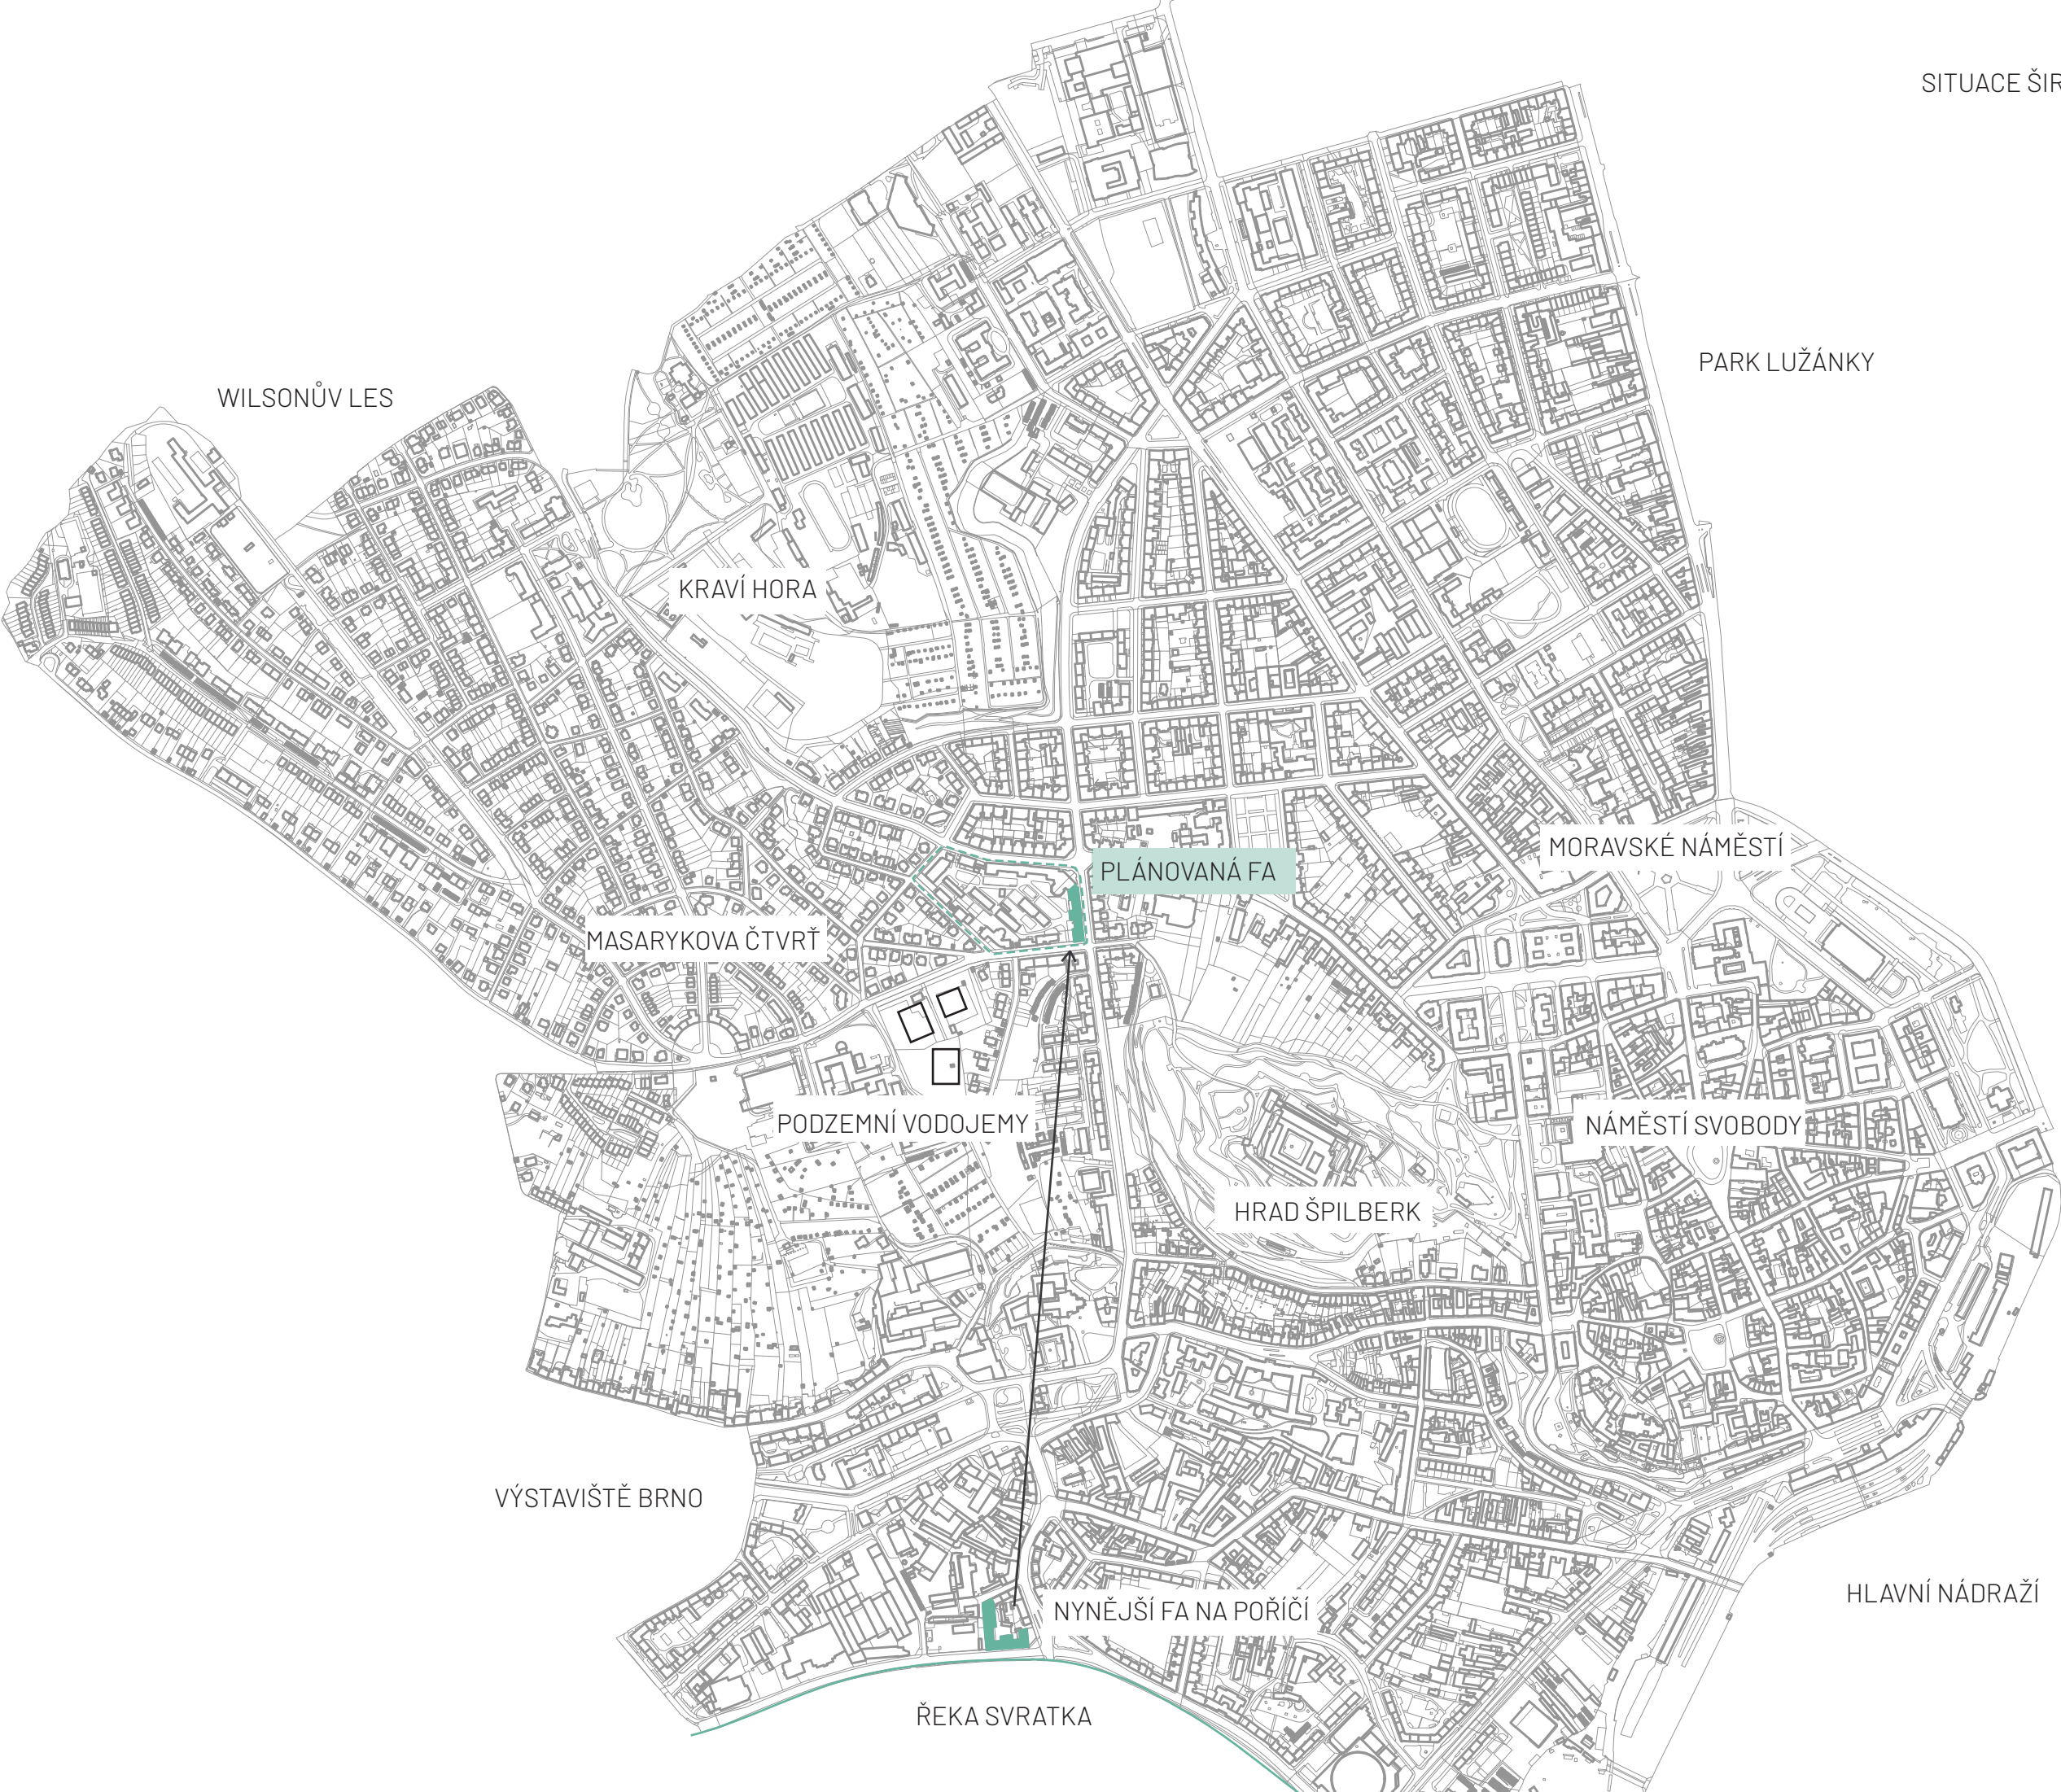 SITUACE
PARK LUŽÁNKY
WILSONŮV LES
KRAVÍ HORA
MORAVSKÉ NÁMĚSTÍ
PLÁNOVANÁ FA
MASARYKOVA ČTVRŤ
PODZEMNÍ VODOJEMY
NÁMĚSTÍ SVOBODY
HRAD ŠPILBERK
VÝSTAVIŠTĚ BRNO
HLAVNÍ NÁDRAŽÍ
NYNĚJŠÍ FA NA POŘÍČÍ
ŘEKA SVRATKA